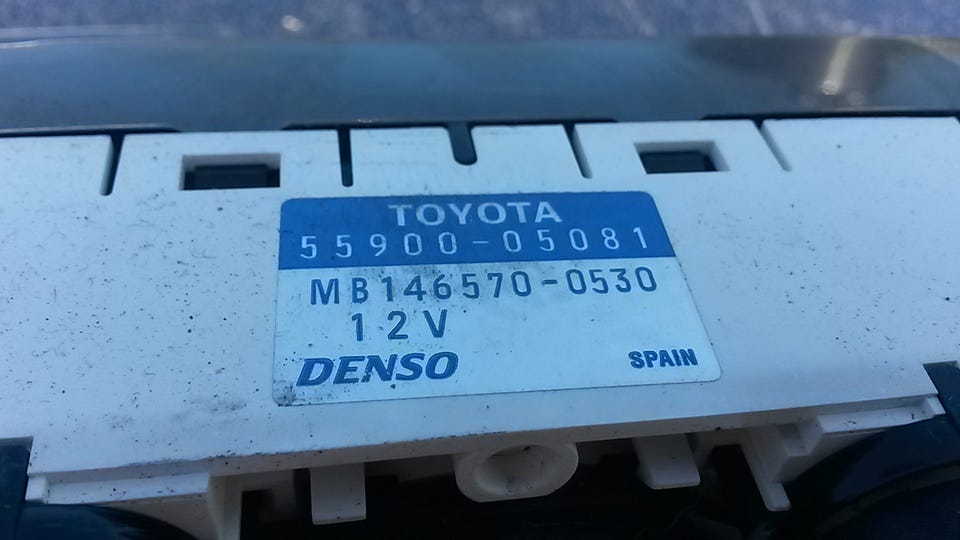 TOYOTA
55900-05081
MB146570-0530
12V
DENSO SPAIN